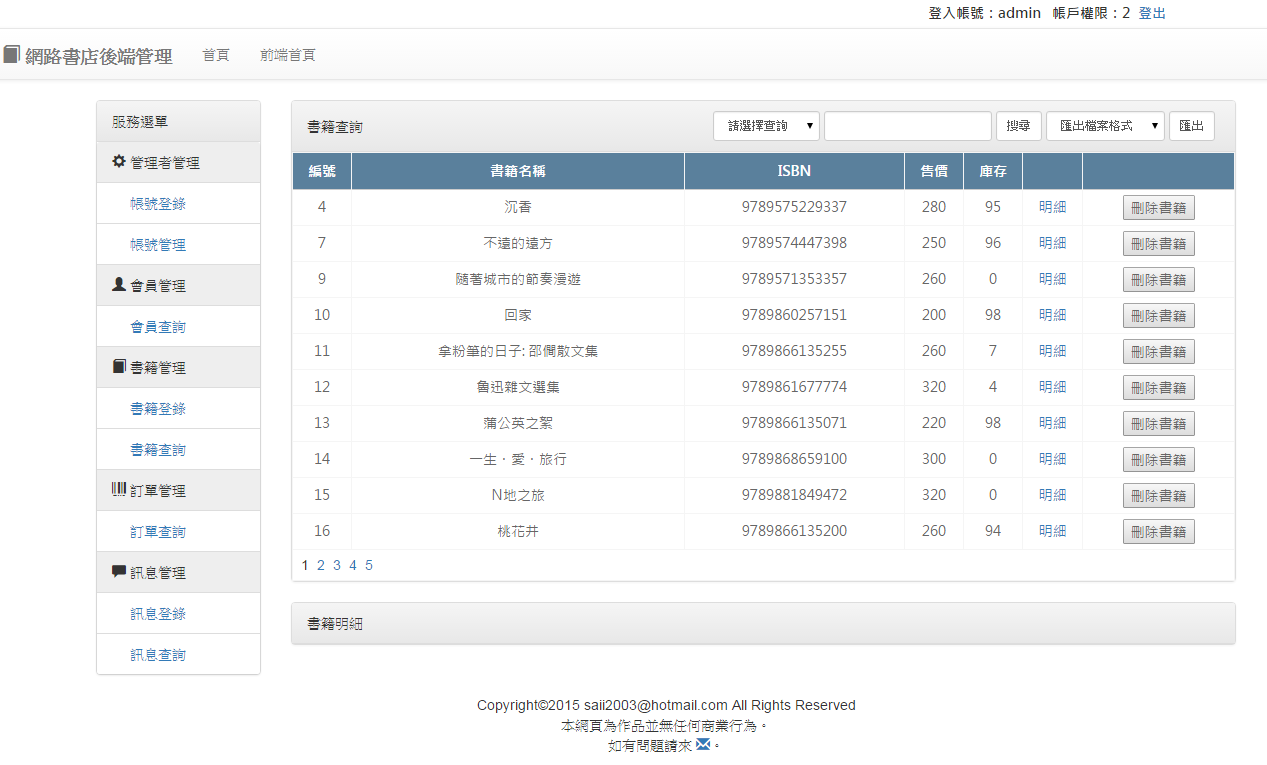 登入帳號：admin 帳戶權限：2 登出
網路書店後端管理 首頁 前端首頁
服務選單
管理者管理
帳號登錄
帳號管理
會員管理
會員查詢
書籍管理
書籍登錄
書籍查詢
訂單管理
訂單查詢
訊息管理
訊息登錄
訊息查詢
書籍查詢 請選擇查詢 搜尋 匯出檔案格式 匯出
編號 書籍名稱 ISBN 售價 庫存
4 沉香 9789575229337 280 95 明細 刪除書籍
7 不遠的遠方 9789574447398 250 96 明細 刪除書籍
9 隨著城市的節奏漫遊 9789571353357 260 0 明細 刪除書籍
10 回家 9789860257151 200 98 明細 刪除書籍
11 拿粉筆的日子: 邵僩散文集 9789866135255 260 7 明細 刪除書籍
12 魯迅雜文選集 9789861677774 320 4 明細 刪除書籍
13 蒲公英之絮 9789866135071 220 98 明細 刪除書籍
14 一生．愛．旅行 9789868659100 300 0 明細 刪除書籍
15 N地之旅 9789881849472 320 0 明細 刪除書籍
16 桃花井 9789866135200 260 94 明細 刪除書籍
1 2 3 4 5
書籍明細
Copyright©2015 saii2003@hotmail.com All Rights Reserved
本網頁為作品並無任何商業行為。
如有問題請來 。